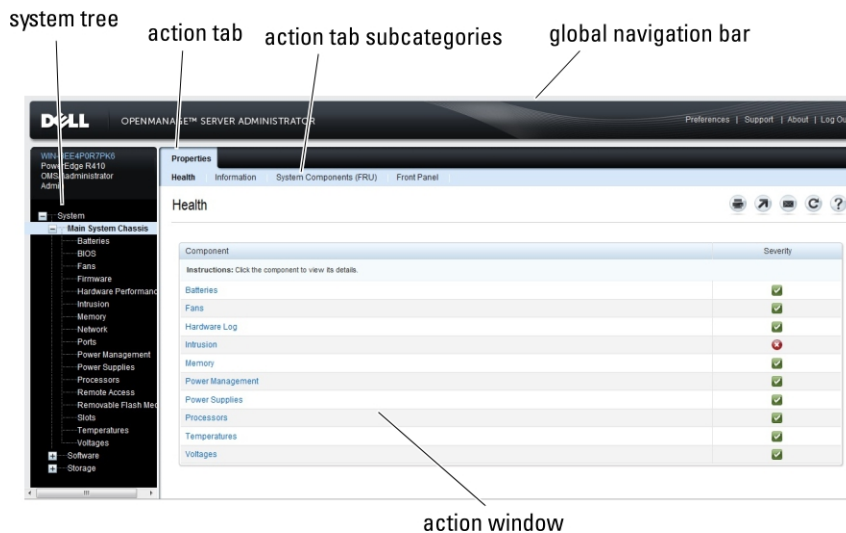 system tree
action tab
action tab subcategories
global navigation bar
DELL
OPENMANAGE™ SERVER ADMINISTRATOR
Preferences | Support | About | Log Ou
PowerEdge R410
Admin
Properties
Health
Information
System Components (FRU)
Front Panel
System
Main System Chassis
Batteries
BIOS
Fans
Firmware
Hardware Performanc
Intrusion
Memory
Network
Ports
Power Management
Power Supplies
Processors
Remote Access
Removable Flash Med
Slots
Temperatures
Voltages
Software
Storage
Health
Component Severity
Instructions: Click the component to view its details.
Batteries
Fans
Hardware Log
Intrusion
Memory
Power Management
Power Supplies
Processors
Temperatures
Voltages
action window